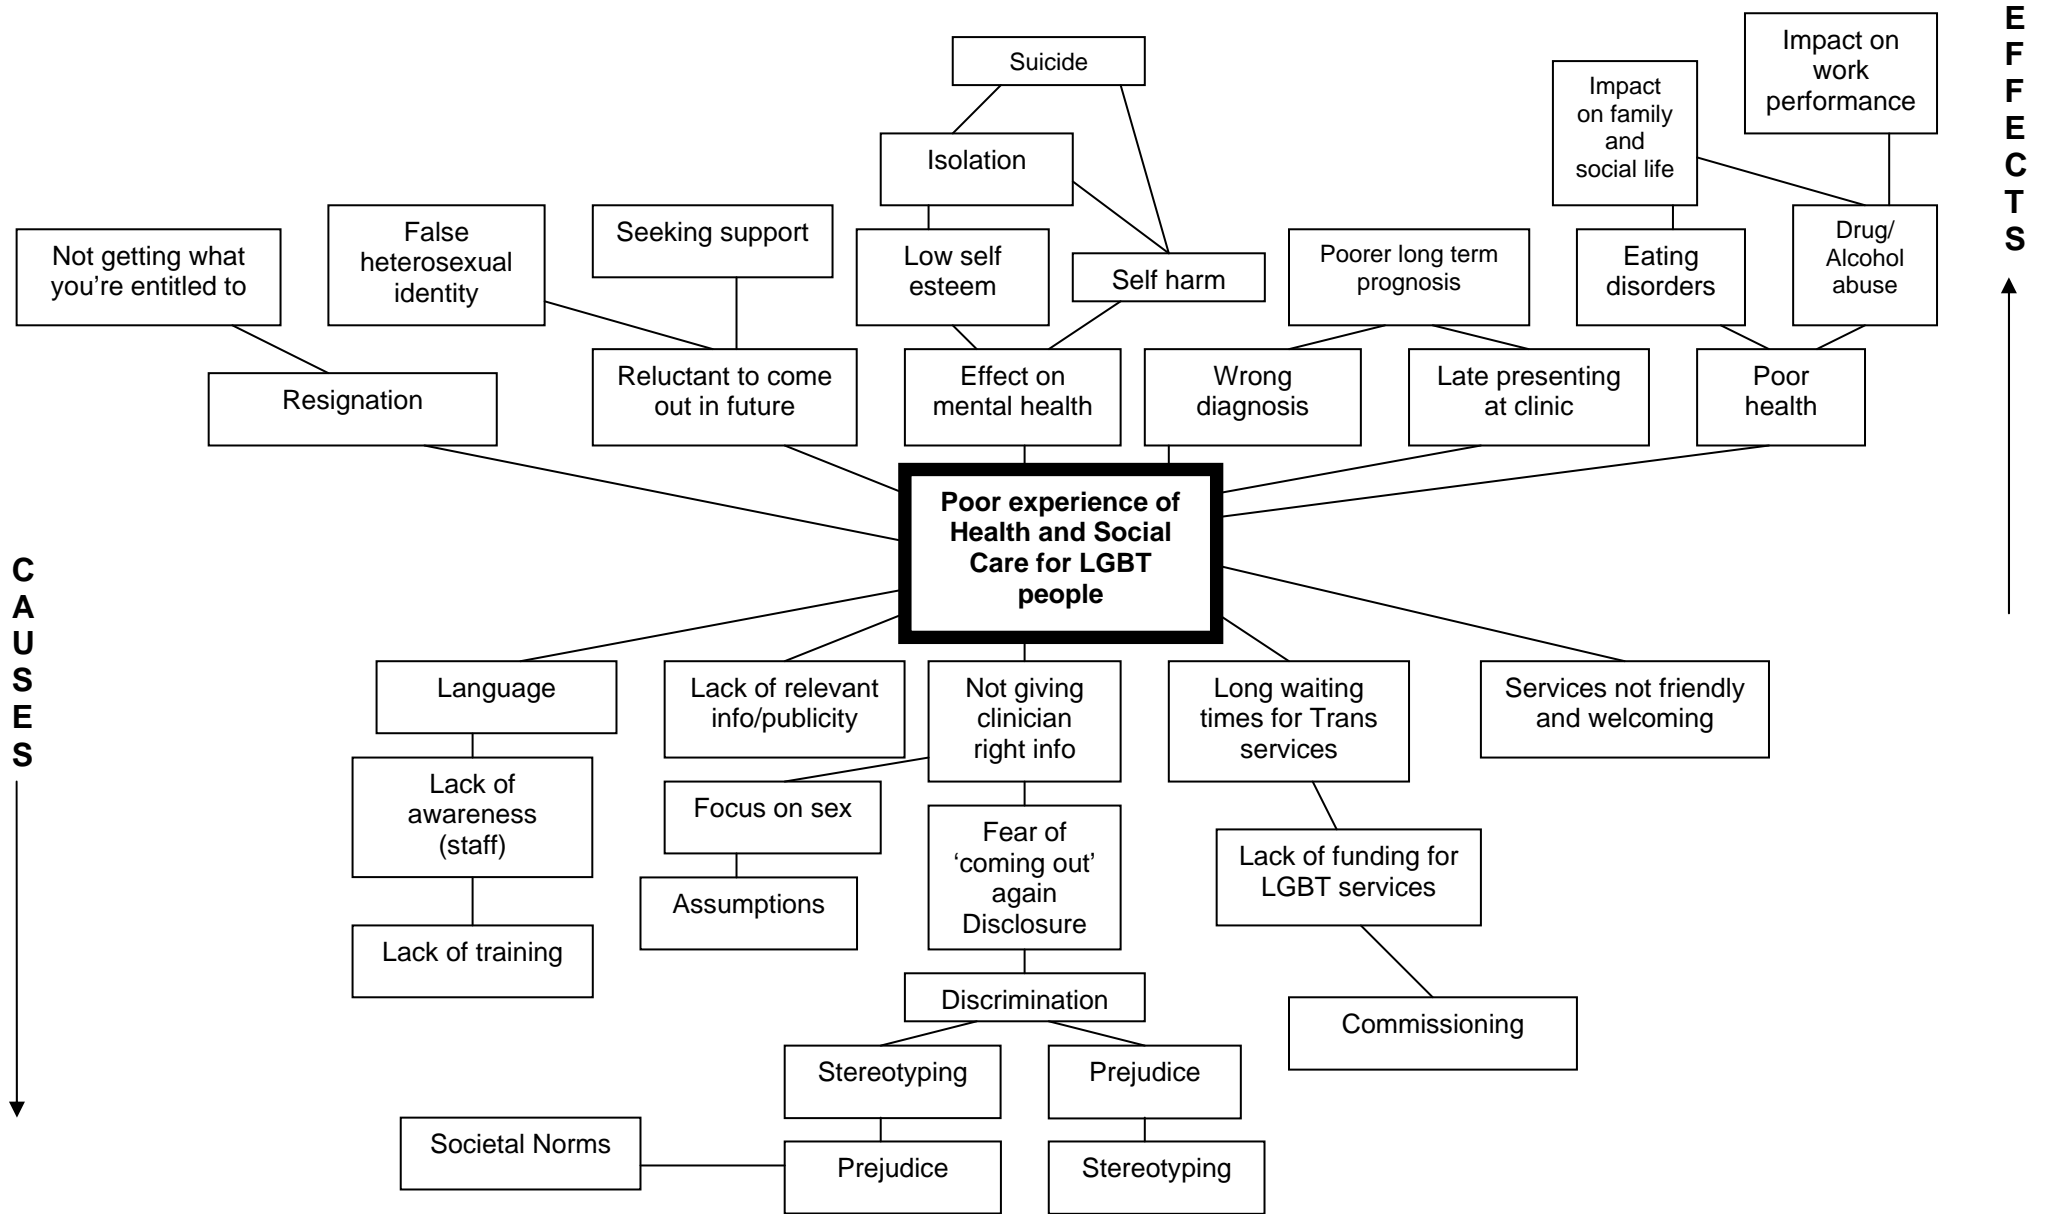 EFFECTS
Impact on
work
performance
Suicide
Impact
on family
and
social life
Isolation
Not getting what
you’re entitled to
False
heterosexual
identity
Seeking support
Low self
esteem
Self harm
Poorer long term
prognosis
Eating
disorders
Drug/
Alcohol
abuse
Resignation
Reluctant to come
out in future
Effect on
mental health
Wrong
diagnosis
Late presenting
at clinic
Poor
health
Poor experience of
Health and Social
Care for LGBT
people
CAUSES
Language
Lack of relevant
info/publicity
Not giving
clinician
right info
Long waiting
times for Trans
services
Services not friendly
and welcoming
Lack of
awareness
(staff)
Focus on sex
Fear of
‘coming out’
again
Disclosure
Lack of funding for
LGBT services
Assumptions
Lack of training
Discrimination
Commissioning
Stereotyping
Prejudice
Societal Norms
Prejudice
Stereotyping